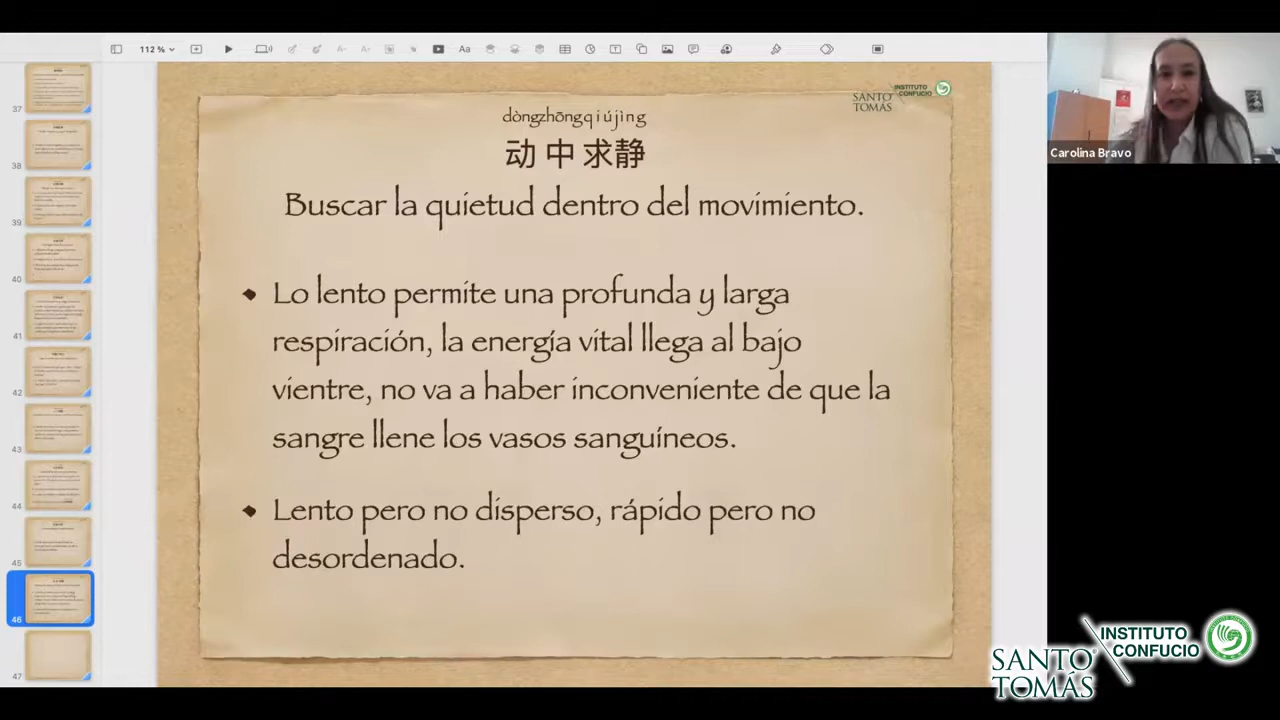 112 %
Aa
37
38
39
40
41
42
43
44
45
46
47
SANTO TOMÁS
INSTITUTO CONFUCIO
dòngzhōngqiújìng
动中求静
Buscar la quietud dentro del movimiento.
Lo lento permite una profunda y larga
respiración, la energía vital llega al bajo
vientre, no va a haber inconveniente de que la
sangre llene los vasos sanguíneos.
Lento pero no disperso, rápido pero no
desordenado.
Carolina Bravo
SANTO
TOMÁS
INSTITUTO
CONFUCIO